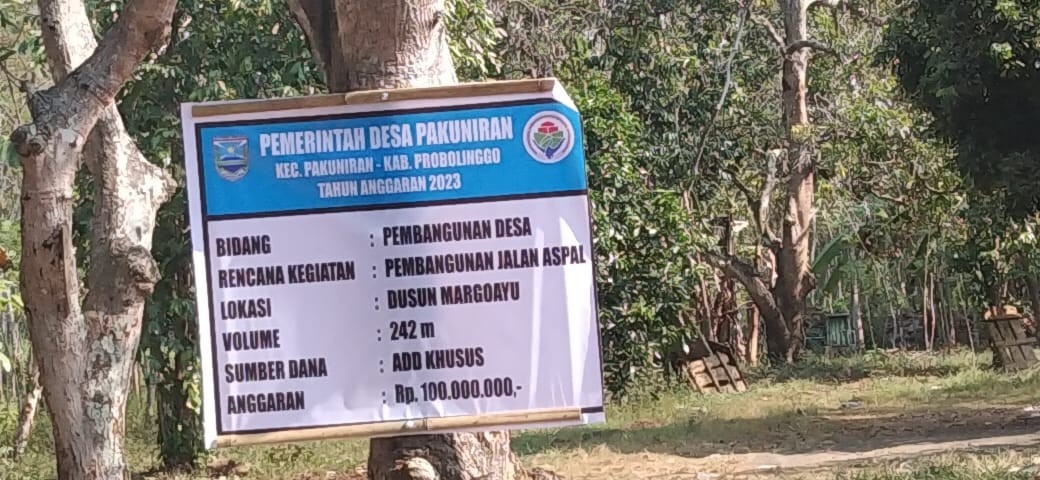 PEMERINTAH DESA PAKUNIRAN
KEC. PAKUNIRAN - KAB. PROBOLINGGO
TAHUN ANGGARAN 2023
BIDANG : PEMBANGUNAN DESA
RENCANA KEGIATAN : PEMBANGUNAN JALAN ASPAL
LOKASI : DUSUN MARGOAYU
VOLUME : 242 m
SUMBER DANA : ADD KHUSUS
ANGGARAN : Rp. 100.000.000,-